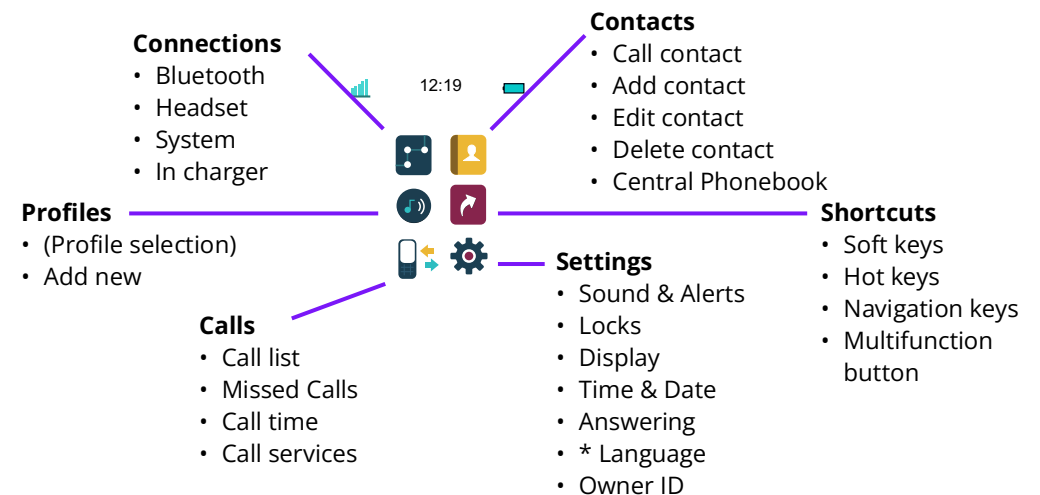 Connections
• Bluetooth
• Headset
• System
• In charger
12:19
Contacts
• Call contact
• Add contact
• Edit contact
• Delete contact
• Central Phonebook
Profiles
• (Profile selection)
• Add new
Shortcuts
• Soft keys
• Hot keys
• Navigation keys
• Multifunction
button
Calls
• Call list
• Missed Calls
• Call time
• Call services
Settings
• Sound & Alerts
• Locks
• Display
• Time & Date
• Answering
• * Language
• Owner ID